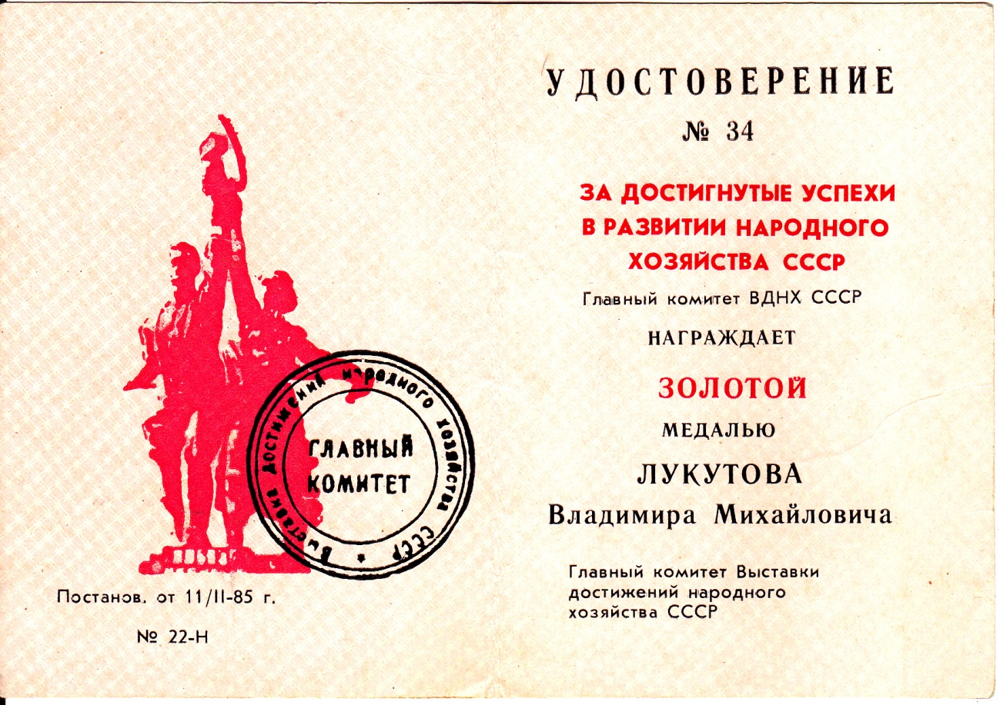 Выставка достижений народного хозяйства СССР *
ГЛАВНЫЙ
КОМИТЕТ
Постанов. от 11/II-85 г.
№ 22-Н
УДОСТОВЕРЕНИЕ
№ 34
ЗА ДОСТИГНУТЫЕ УСПЕХИ
В РАЗВИТИИ НАРОДНОГО
ХОЗЯЙСТВА СССР
Главный комитет ВДНХ СССР
НАГРАЖДАЕТ
ЗОЛОТОЙ
МЕДАЛЬЮ
ЛУКУТОВА
Владимира Михайловича
Главный комитет Выставки
достижений народного
хозяйства СССР